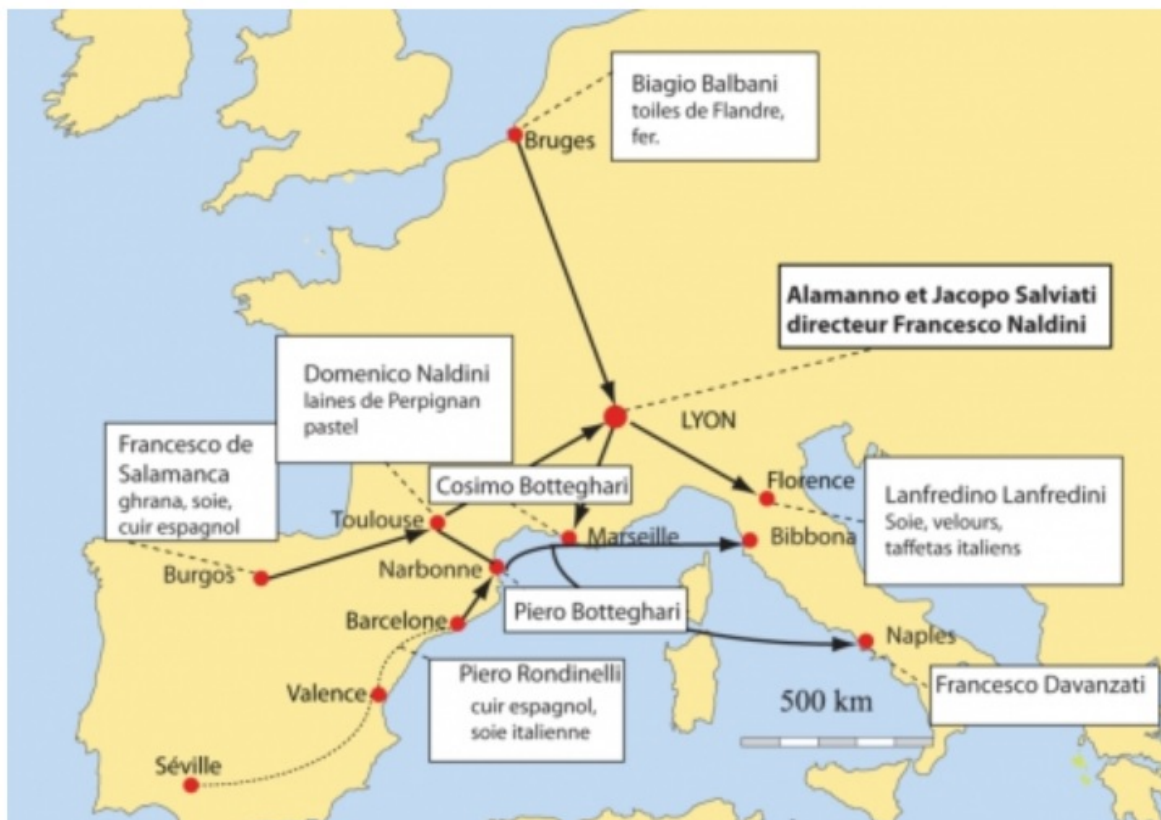 Biagio Balbani
toiles de Flandre,
fer.
Bruges
Alamanno et Jacopo Salviati
directeur Francesco Naldini
Domenico Naldini
laines de Perpignan
pastel
LYON
Francesco de
Salamanca
ghrana, soie,
cuir espagnol
Cosimo Botteghari
Florence
Lanfredino Lanfredini
Soie, velours,
taffetas italiens
Toulouse
Marseille
Bibbona
Burgos
Narbonne
Piero Botteghari
Barcelone
Naples
Piero Rondinelli
cuir espagnol,
soie italienne
Francesco Davanzati
Valence
500 km
Séville